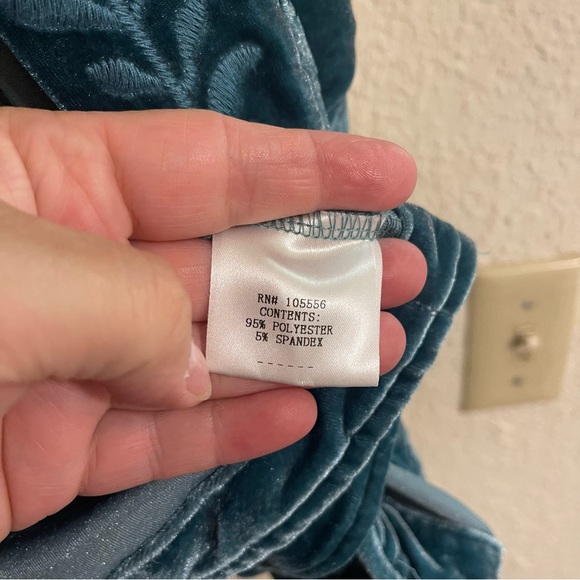 RN# 105556
CONTENTS:
95% POLYESTER
5% SPANDEX
------